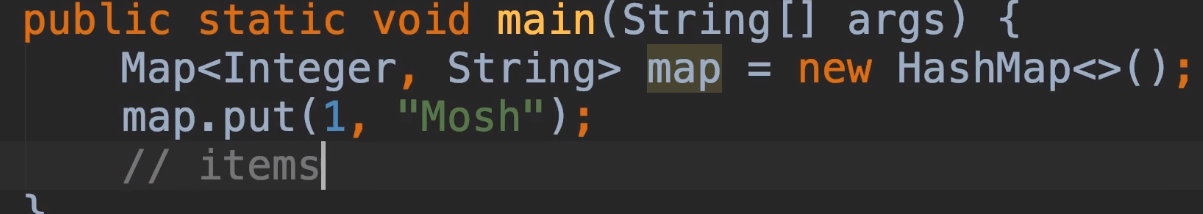 public static void main(String[] args) {
Map<Integer, String> map = new HashMap<>();
map.put(1, "Mosh");
// items
}